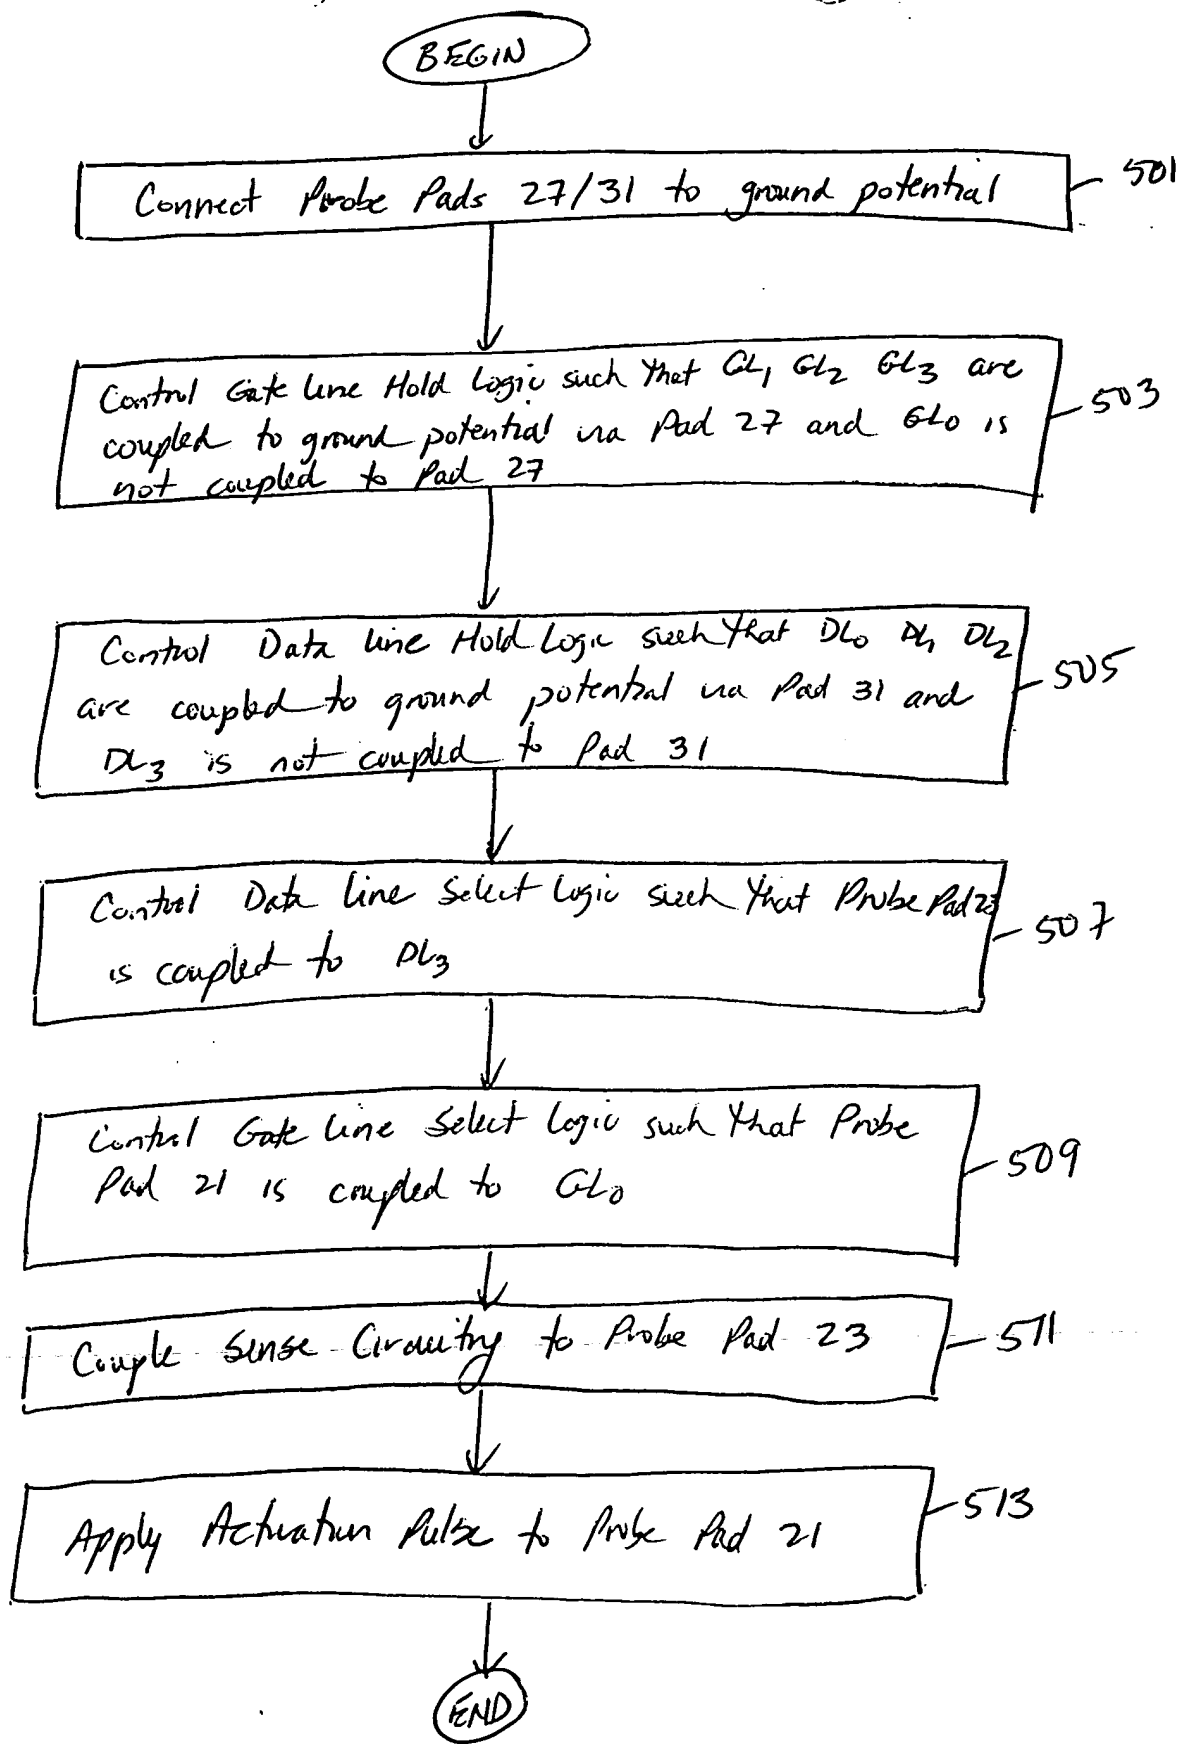 BEGIN
Connect Probe Pads 27/31 to ground potential
501
Control Gate line Hold Logic such that GL1 GL2 GL3 are
coupled to ground potential via Pad 27 and GL0 is
not coupled to Pad 27
503
Control Data line Hold Logic such that DL0 DL1 DL2
are coupled to ground potential via Pad 31 and
DL3 is not coupled to Pad 31
505
Control Data line Select Logic such that Probe Pad 23
is coupled to DL3
507
Control Gate line Select Logic such that Probe
Pad 21 is coupled to GL0
509
Couple Sense Circuitry to Probe Pad 23
511
Apply Actuation Pulse to Probe Pad 21
513
END